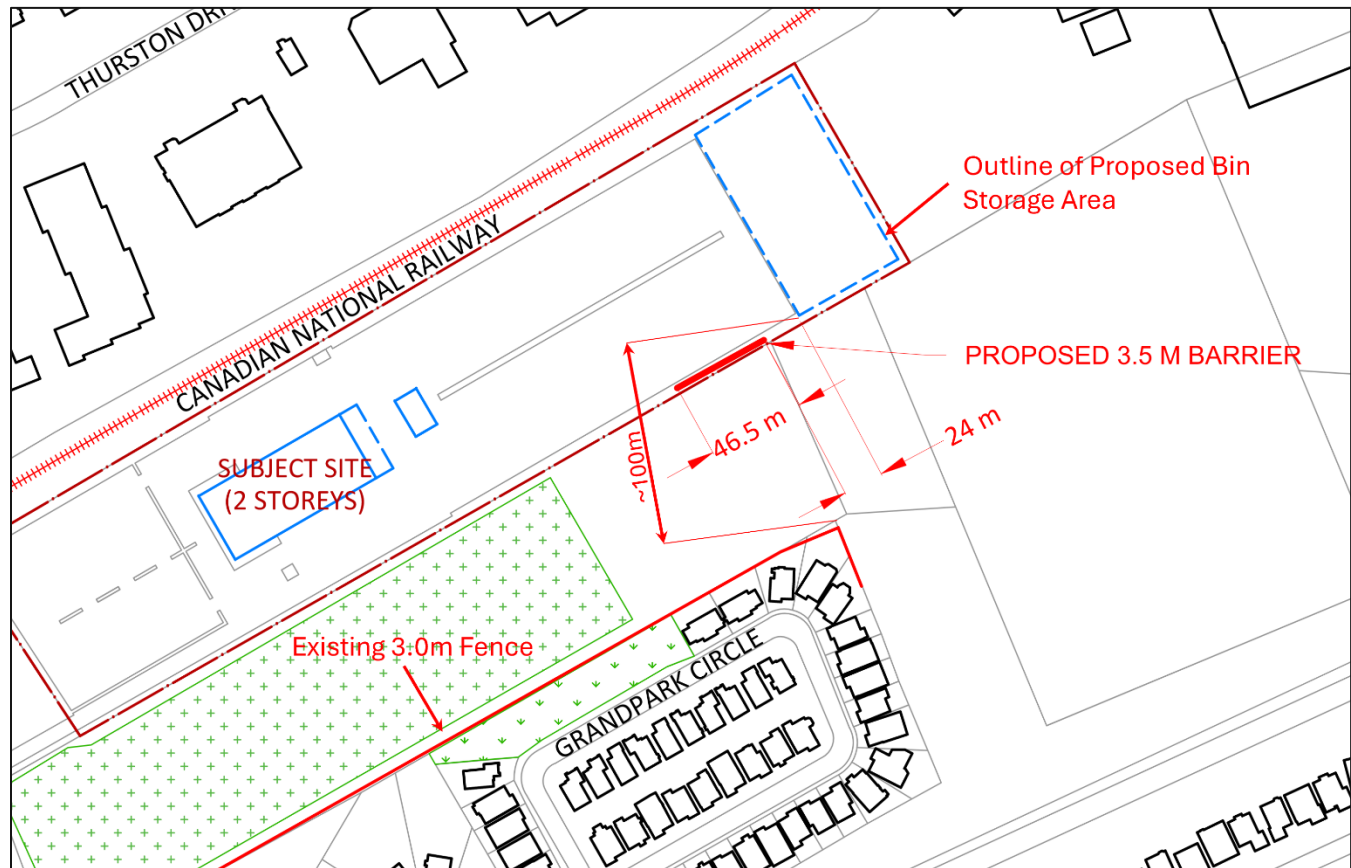 THURSTON DRI
CANADIAN NATIONAL RAILWAY
Outline of Proposed Bin
Storage Area
PROPOSED 3.5 M BARRIER
46.5 m
24 m
~100m
SUBJECT SITE
(2 STOREYS)
Existing 3.0m Fence
GRANDPARK CIRCLE